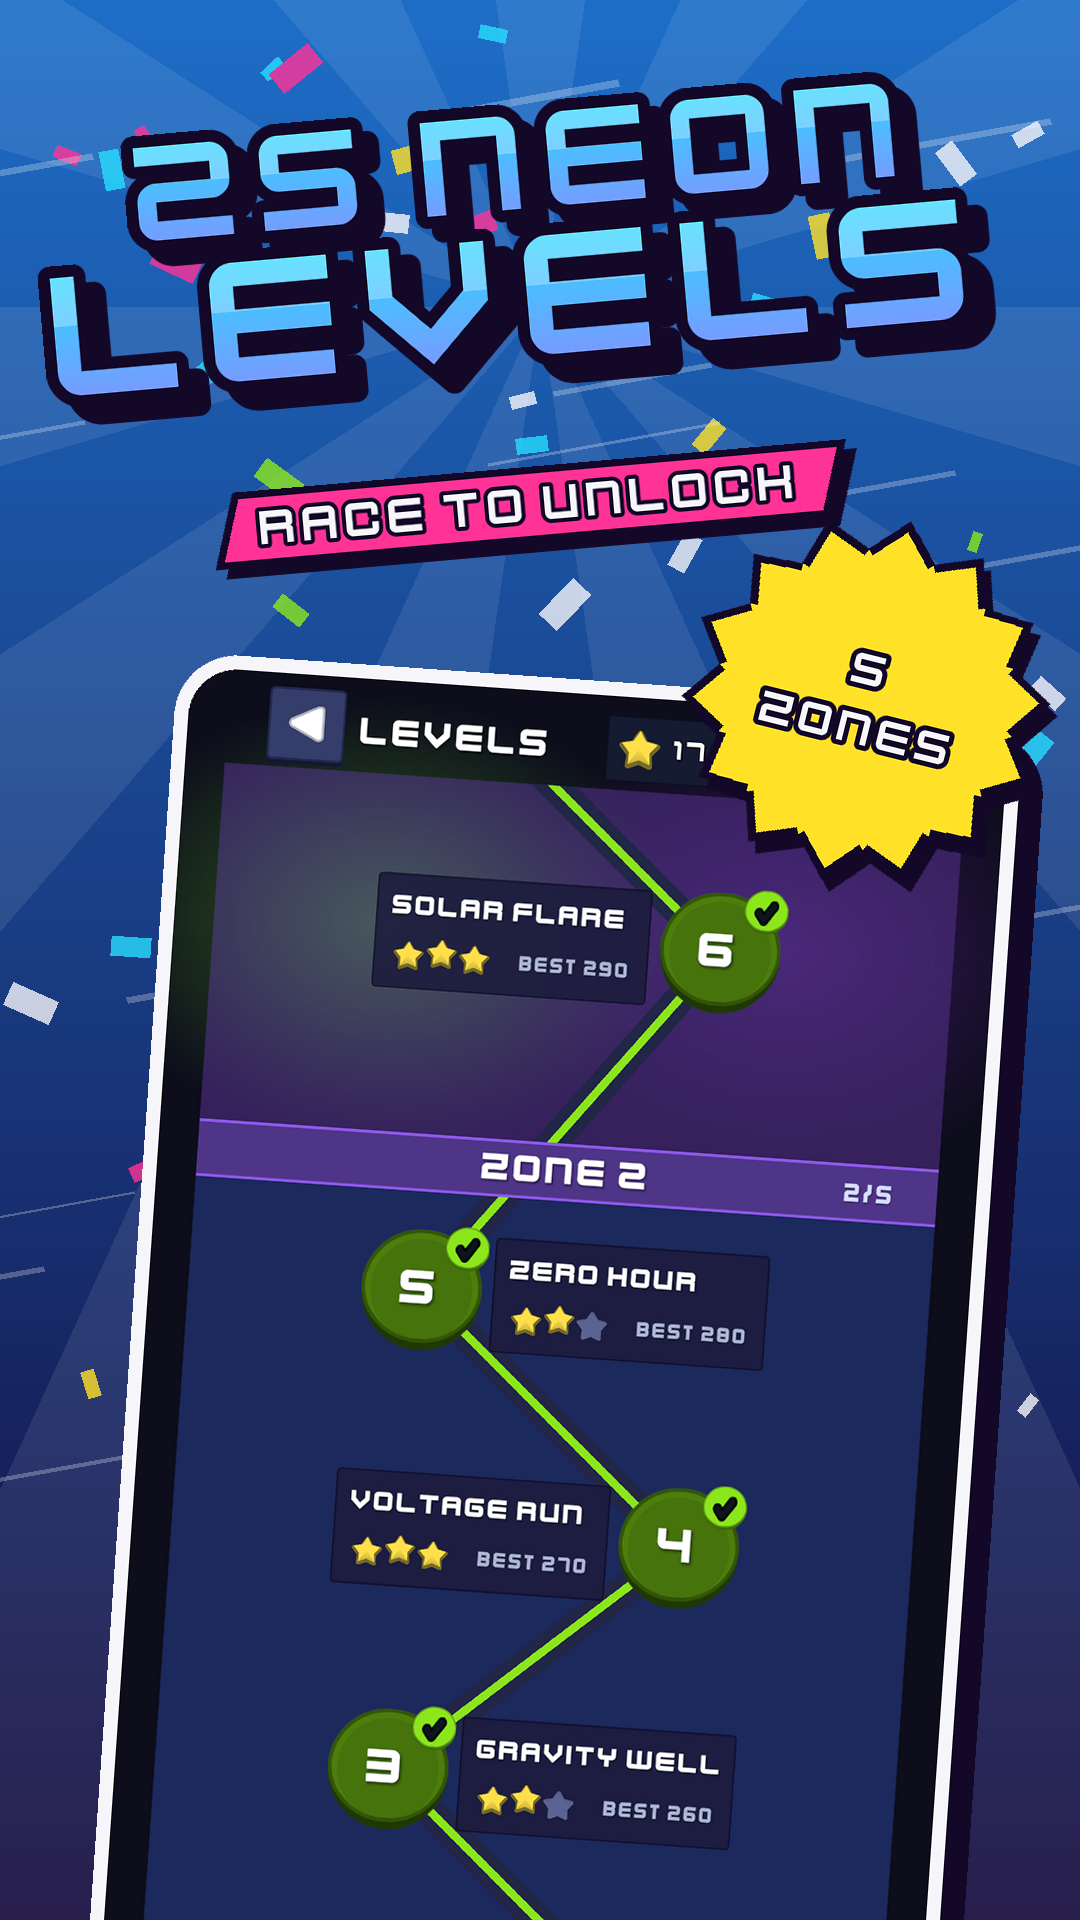 25 NEON
LEVELS
RACE TO UNLOCK
5
ZONES
LEVELS
17
SOLAR FLARE
BEST 290
6
ZONE 2
2/5
5
ZERO HOUR
BEST 280
VOLTAGE RUN
BEST 270
4
3
GRAVITY WELL
BEST 260